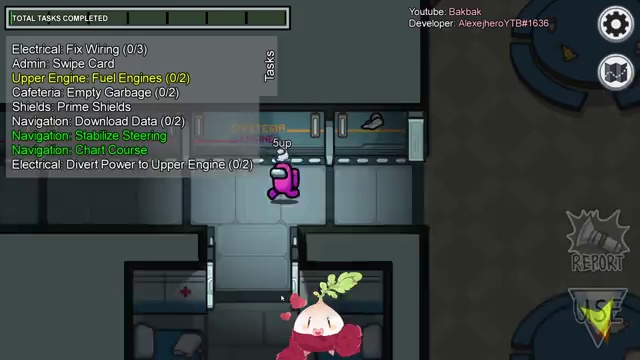 TOTAL TASKS COMPLETED
Youtube: Bakbak
Developer: AlexejheroYTB#1636
Electrical: Fix Wiring (0/3)
Admin: Swipe Card
Upper Engine: Fuel Engines (0/2)
Cafeteria: Empty Garbage (0/2)
Shields: Prime Shields
Navigation: Download Data (0/2)
Navigation: Stabilize Steering
Navigation: Chart Course
Electrical: Divert Power to Upper Engine (0/2)
Tasks
5up
REPORT
USE